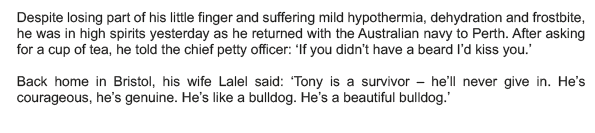 Despite losing part of his little finger and suffering mild hypothermia, dehydration and frostbite,
he was in high spirits yesterday as he returned with the Australian navy to Perth. After asking
for a cup of tea, he told the chief petty officer: ‘If you didn’t have a beard I’d kiss you.’
Back home in Bristol, his wife Lalel said: ‘Tony is a survivor – he’ll never give in. He’s
courageous, he’s genuine. He’s like a bulldog. He’s a beautiful bulldog.’